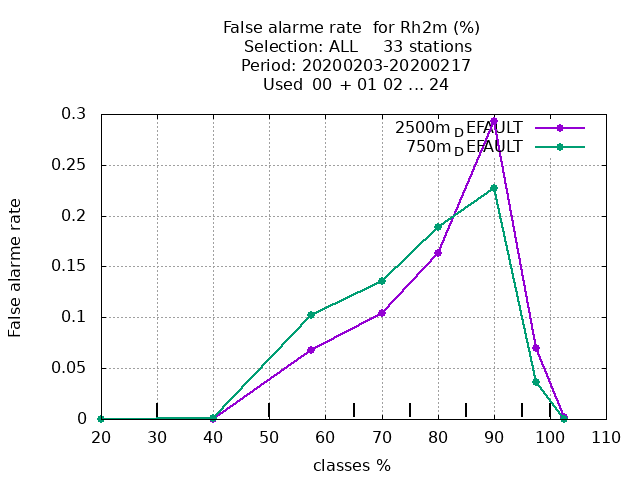 False alarme rate  for Rh2m (%)
Selection: ALL     33 stations
Period: 20200203-20200217
Used  00 + 01 02 ... 24
0.3
0.25
0.2
0.15
0.1
0.05
0
False alarme rate
2500m_DEFAULT
750m_DEFAULT
20 30 40 50 60 70 80 90 100 110
classes %